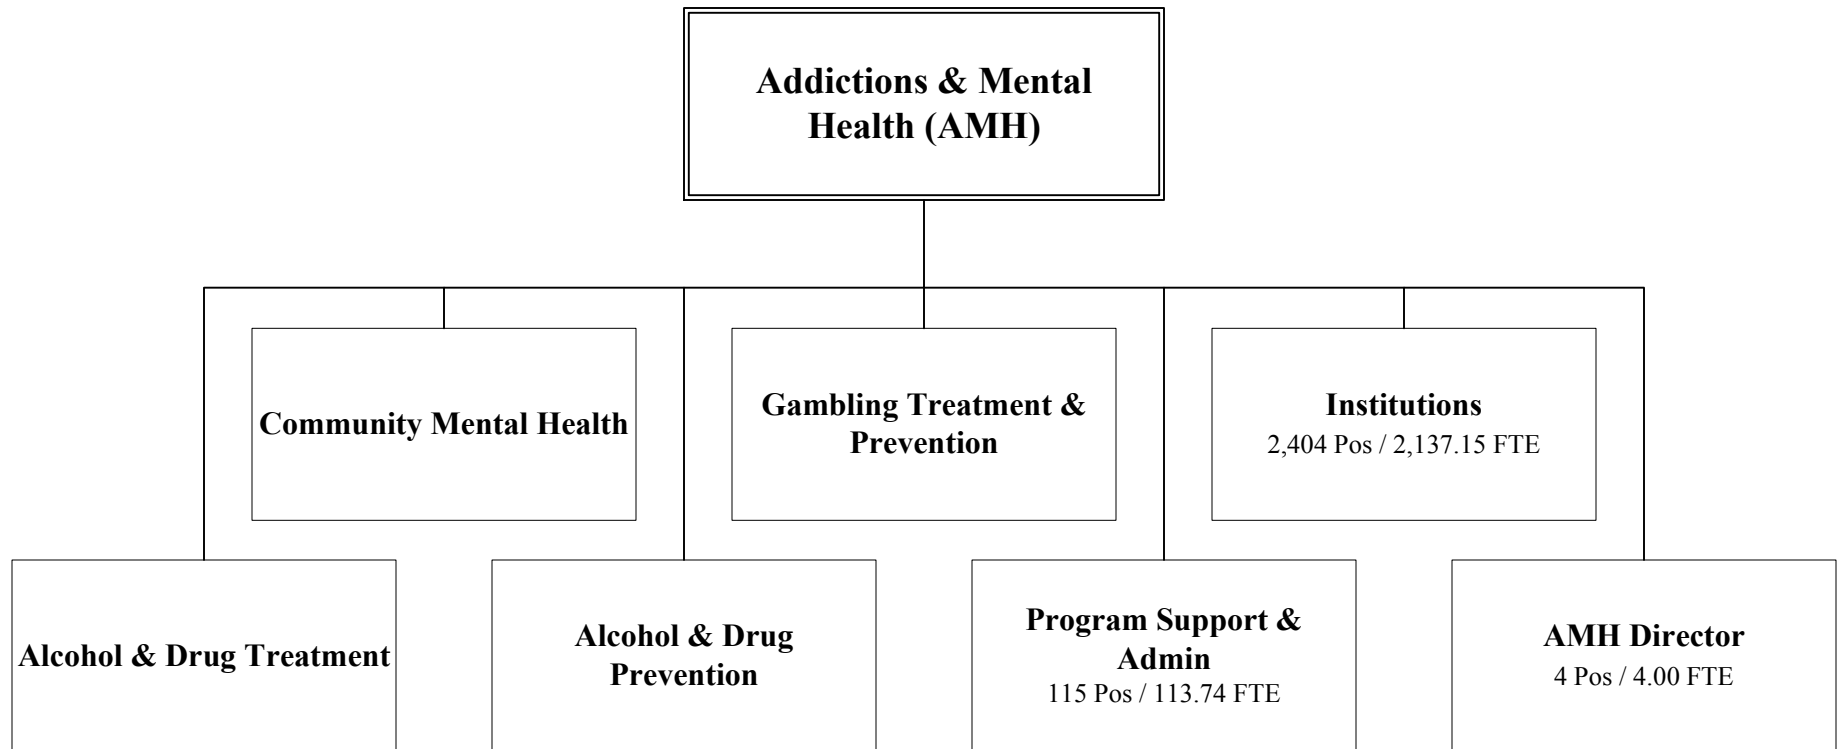 Addictions & Mental
Health (AMH)
Community Mental Health
Gambling Treatment &
Prevention
Institutions
2,404 Pos / 2,137.15 FTE
Alcohol & Drug Treatment
Alcohol & Drug
Prevention
Program Support &
Admin
115 Pos / 113.74 FTE
AMH Director
4 Pos / 4.00 FTE